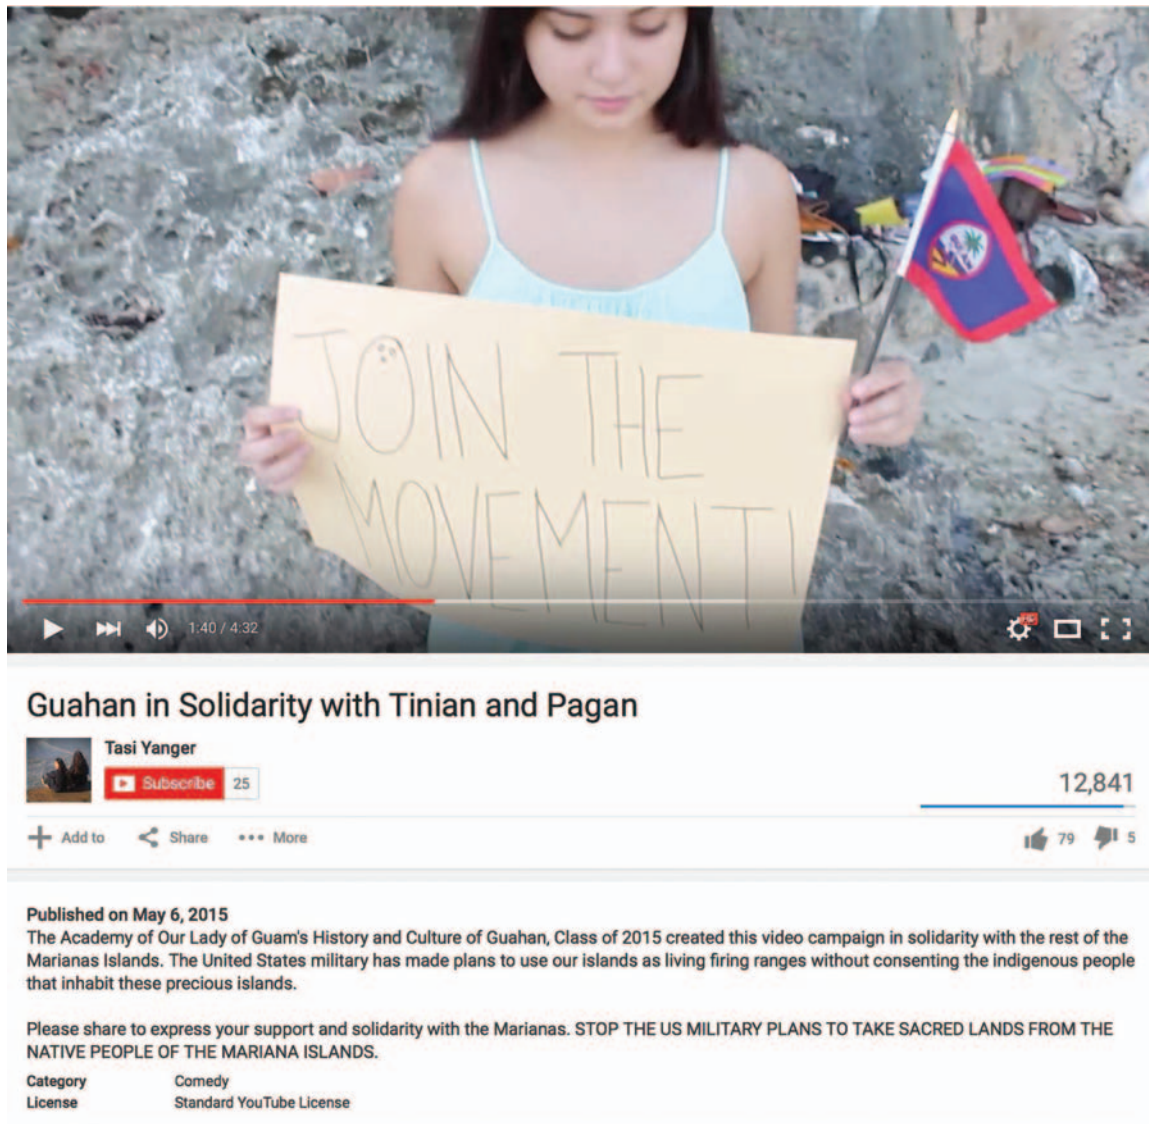 JOIN THE
MOVEMENT!
1:40 / 4:32
Guahan in Solidarity with Tinian and Pagan
Tasi Yanger
Subscribe 25
12,841
Add to Share More
79 5
Published on May 6, 2015
The Academy of Our Lady of Guam's History and Culture of Guahan, Class of 2015 created this video campaign in solidarity with the rest of the
Marianas Islands. The United States military has made plans to use our islands as living firing ranges without consenting the indigenous people
that inhabit these precious islands.
Please share to express your support and solidarity with the Marianas. STOP THE US MILITARY PLANS TO TAKE SACRED LANDS FROM THE
NATIVE PEOPLE OF THE MARIANA ISLANDS.
Category Comedy
License Standard YouTube License